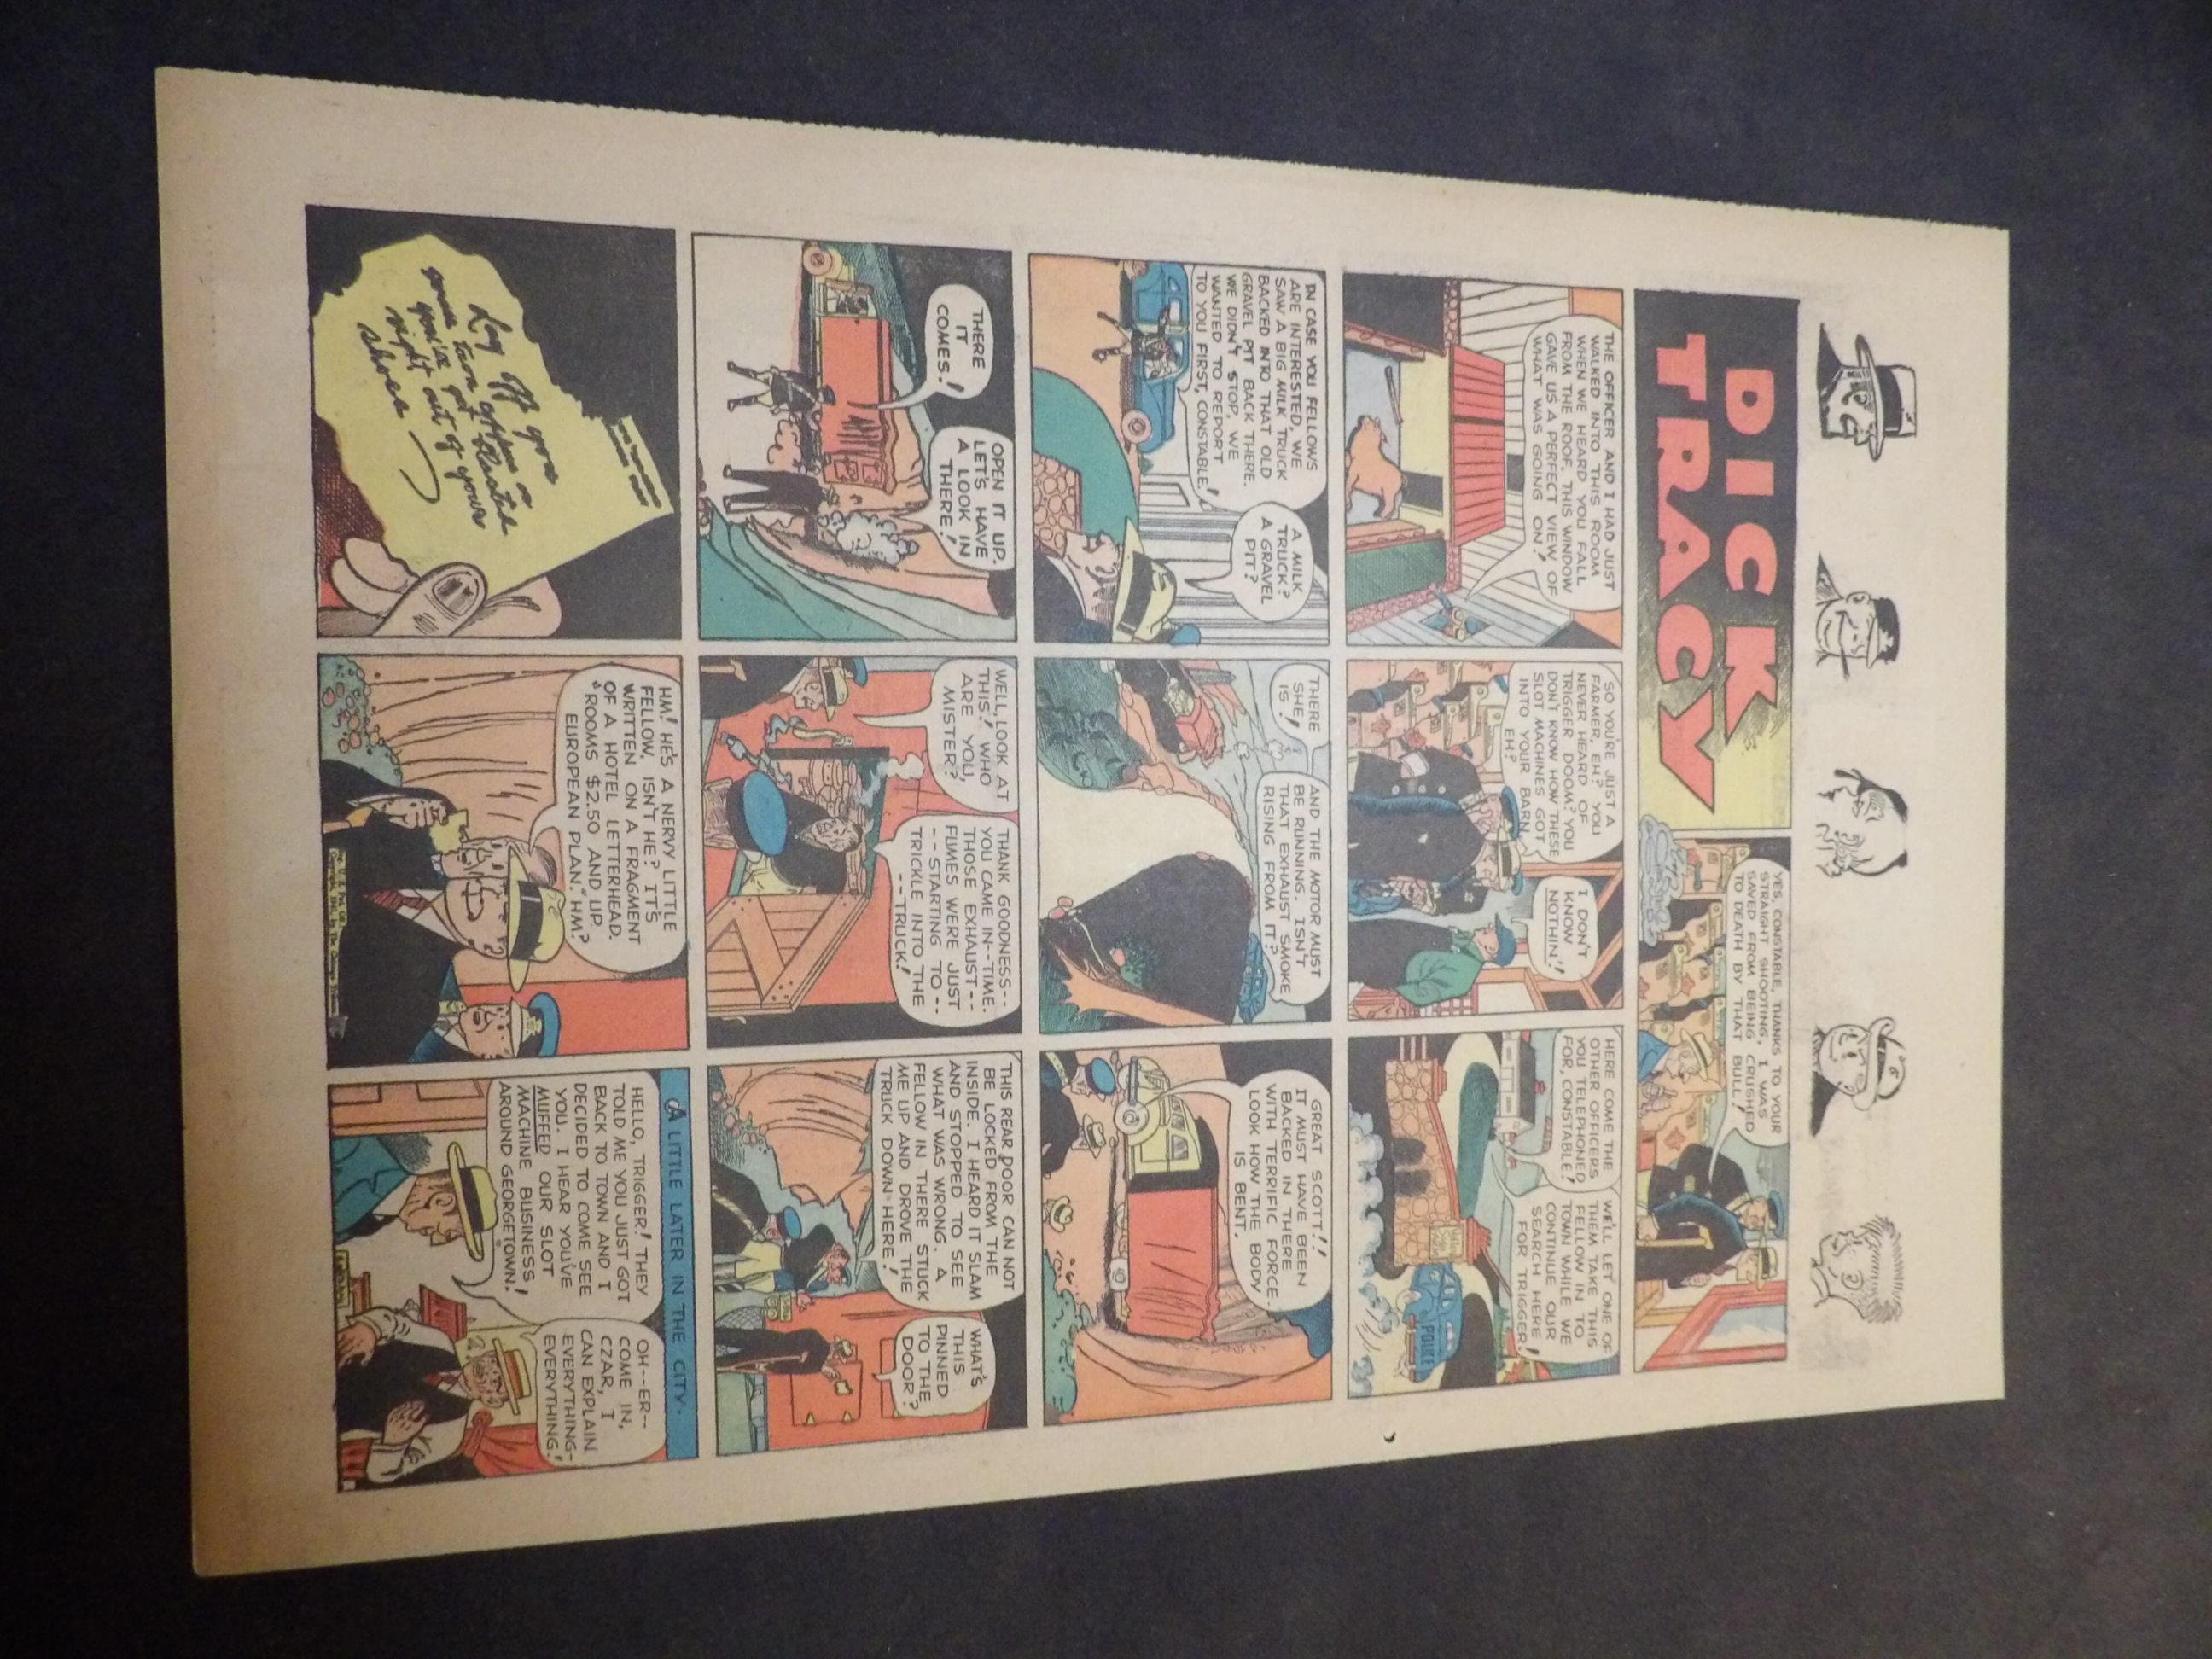 DICK
TRACY
YES, CONSTABLE, THANKS TO YOUR
STRAIGHT SHOOTING, I WAS
SAVED FROM BEING CRUSHED
TO DEATH BY THAT BULL!
THE OFFICER AND I HAD JUST
WALKED INTO THIS ROOM
WHEN WE HEARD YOU FALL
FROM THE ROOF. THIS WINDOW
GAVE US A PERFECT VIEW OF
WHAT WAS GOING ON!
SO YOU'RE JUST A
FARMER, EH? YOU
NEVER HEARD OF
TRIGGER DOOM? YOU
DON'T KNOW HOW THESE
SLOT MACHINES GOT
INTO YOUR BARN,
EH?
I DON'T
KNOW
NOTHIN'!
HERE COME THE
OTHER OFFICERS
YOU TELEPHONED
FOR, CONSTABLE!
WE'LL LET ONE OF
THEM TAKE THIS
FELLOW IN TO
TOWN WHILE WE
CONTINUE OUR
SEARCH HERE
FOR TRIGGER!
POLICE
IN CASE YOU FELLOWS
ARE INTERESTED, WE
SAW A BIG MILK TRUCK
BACKED INTO THAT OLD
GRAVEL PIT BACK THERE.
WE DIDN'T STOP. WE
WANTED TO REPORT
TO YOU FIRST, CONSTABLE!
A MILK
TRUCK?
A GRAVEL
PIT?
THERE
SHE
IS!
AND THE MOTOR MUST
BE RUNNING. ISN'T
THAT EXHAUST SMOKE
RISING FROM IT?
GREAT SCOTT!!
IT MUST HAVE BEEN
BACKED IN THERE
WITH TERRIFIC FORCE.
LOOK HOW THE BODY
IS BENT.
THERE
IT
COMES!
OPEN IT UP.
LET'S HAVE
A LOOK IN
THERE!
WELL, LOOK AT
THIS! WHO
ARE YOU,
MISTER?
THANK GOODNESS--
YOU CAME IN--TIME.
THOSE EXHAUST--
FUMES WERE JUST
--STARTING TO--
TRICKLE INTO THE
--TRUCK!
THIS REAR DOOR CAN NOT
BE LOCKED FROM THE
INSIDE. I HEARD IT SLAM
AND STOPPED TO SEE
WHAT WAS WRONG. A
FELLOW IN THERE STUCK
ME UP AND DROVE THE
TRUCK DOWN HERE!
WHAT'S
THIS
PINNED
TO THE
DOOR?
Lay off your
goon town
you'll get blasted
right out of your
shoes
HM! HE'S A NERVY LITTLE
FELLOW, ISN'T HE? IT'S
WRITTEN ON A FRAGMENT
OF A HOTEL LETTERHEAD.
"ROOMS $2.50 AND UP.
EUROPEAN PLAN." HM?
A LITTLE LATER IN THE CITY.
HELLO, TRIGGER! THEY
TOLD ME YOU JUST GOT
BACK TO TOWN AND I
DECIDED TO COME SEE
YOU. I HEAR YOU'VE
MUFFED OUR SLOT
MACHINE BUSINESS
AROUND GEORGETOWN!
OH--ER--
COME IN,
CZAR, I
CAN EXPLAIN
EVERYTHING--
EVERYTHING!